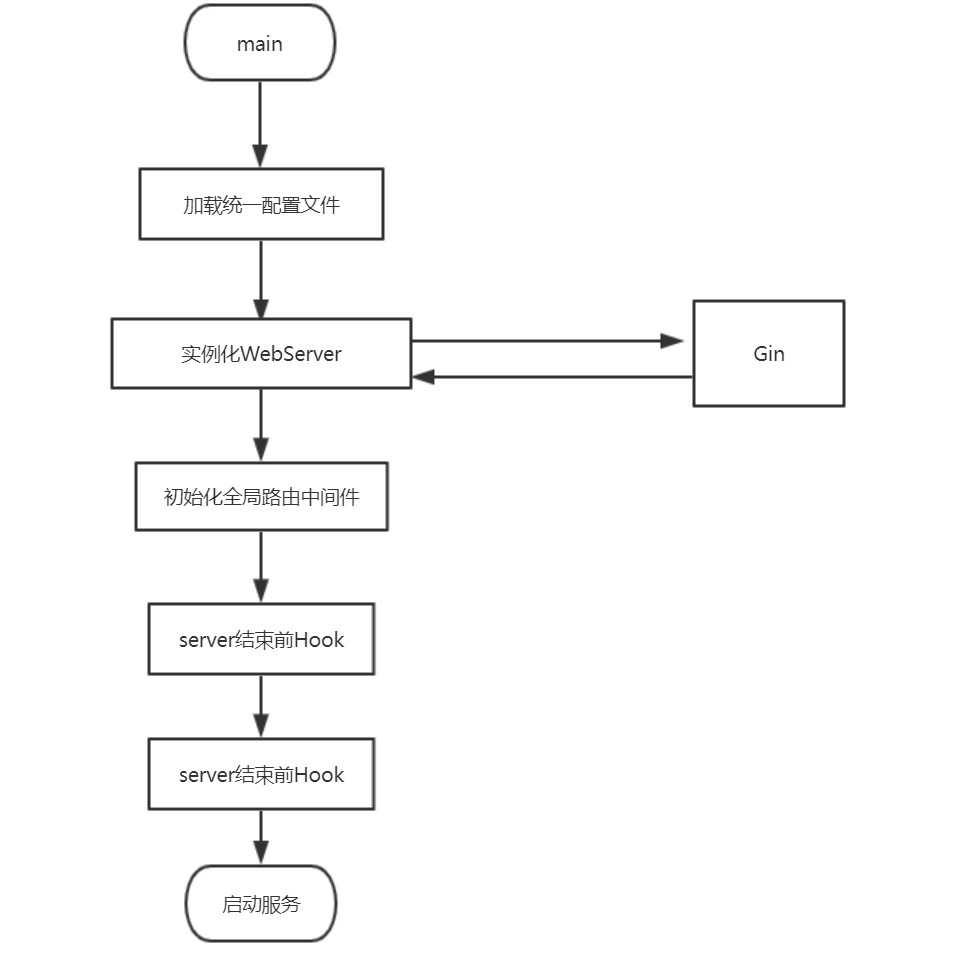 main
加载统一配置文件
实例化WebServer
Gin
初始化全局路由中间件
server结束前Hook
server结束前Hook
启动服务